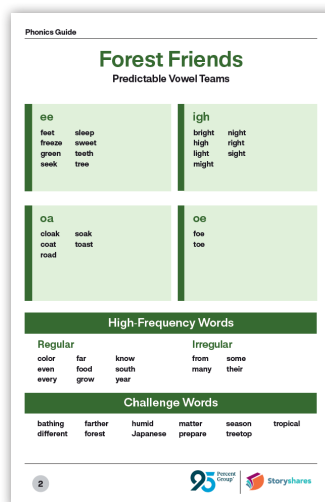 Phonics Guide
Forest Friends
Predictable Vowel Teams
ee
feet sleep
freeze sweet
green teeth
seek tree
igh
bright night
high right
light sight
might
oa
cloak soak
coat toast
road
oe
foe
toe
High-Frequency Words
Regular
color far know
even food south
every grow year
Irregular
from some
many their
Challenge Words
bathing farther humid matter season tropical
different forest Japanese prepare treetop
2
95 Percent Group
Storyshares